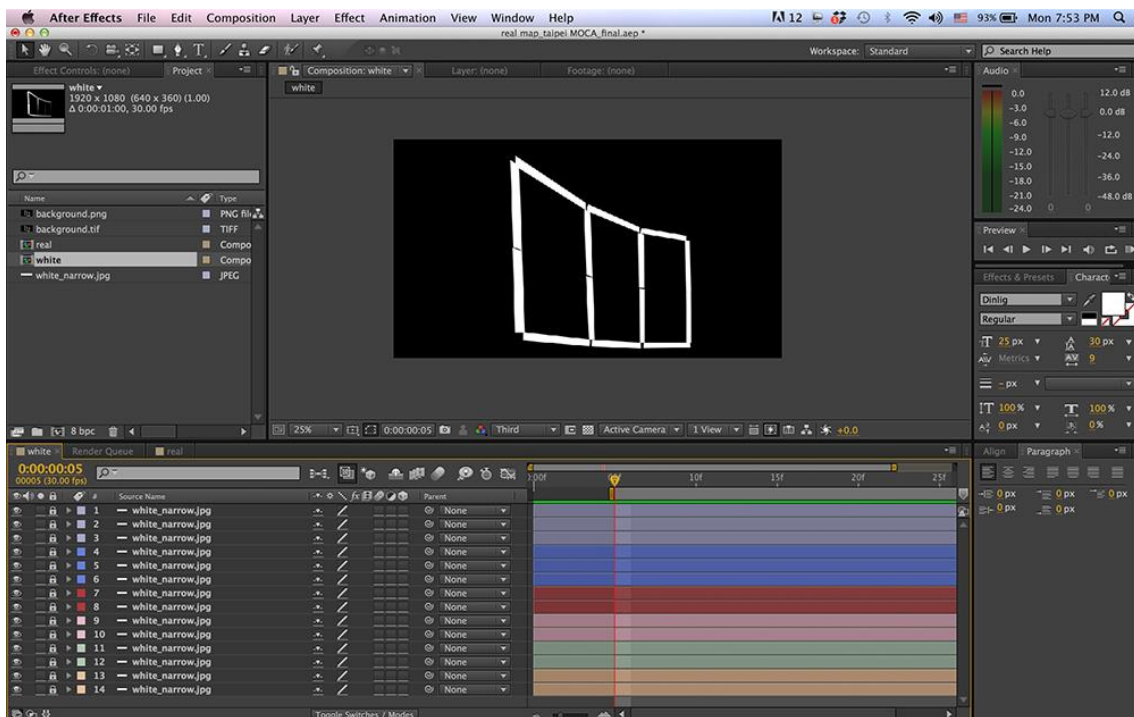 After Effects File Edit Composition Layer Effect Animation View Window Help 12 93% Mon 7:53 PM
real map_taipei MOCA_final.aep *
Workspace: Standard Search Help
Effect Controls: (none) Project Composition: white Layer: (none) Footage: (none) Audio
white
1920 x 1080 (640 x 360) (1.00)
Δ 0:00:01:00, 30.00 fps
white
0.0 12.0 dB
-3.0 0.0 dB
-6.0
-9.0 -12.0
-12.0 -24.0
-15.0
-18.0 -36.0
-21.0 -48.0 dB
-24.0 0 0
Name Type
background.png PNG fil
background.tif TIFF
real Compo
white Compo
white_narrow.jpg JPEG
Preview
Effects & Presets Charact
Dinlig
Regular
25 px 30 px
Metrics 9
- px
100% 100%
0 px 0%
8 bpc 25% 0:00:00:05 Third Active Camera 1 View +0.0
white Render Queue real Align Paragraph
0:00:00:05
00005 (30.00 fps)
:00f 05f 10f 15f 20f 25f
# Source Name Parent
0 px 0 px 0 px
0 px 0 px
1 white_narrow.jpg None
2 white_narrow.jpg None
3 white_narrow.jpg None
4 white_narrow.jpg None
5 white_narrow.jpg None
6 white_narrow.jpg None
7 white_narrow.jpg None
8 white_narrow.jpg None
9 white_narrow.jpg None
10 white_narrow.jpg None
11 white_narrow.jpg None
12 white_narrow.jpg None
13 white_narrow.jpg None
14 white_narrow.jpg None
Toggle Switches / Modes